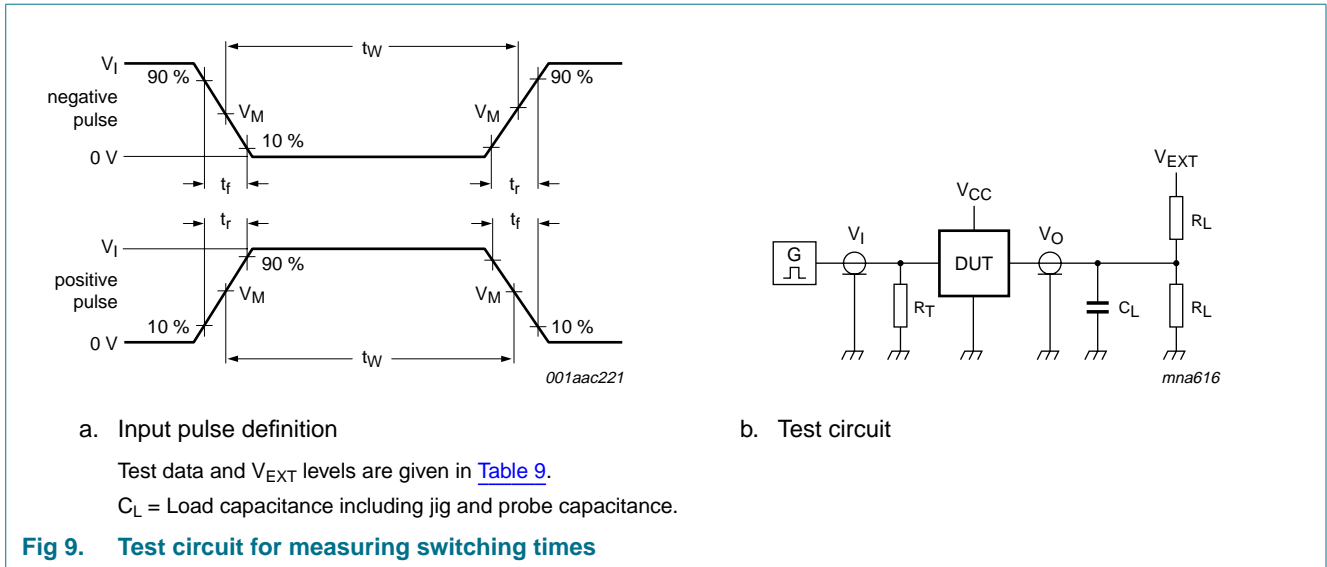 tW
VI
90 %
90 %
negative
pulse
VM
VM
10 %
0 V
tf
tr
tr
tf
VI
90 %
positive
pulse
VM
VM
10 %
10 %
0 V
tW
001aac221
VEXT
VCC
RL
VI
VO
G
DUT
RT
CL
RL
mna616
a. Input pulse definition
b. Test circuit
Test data and VEXT levels are given in Table 9.
CL = Load capacitance including jig and probe capacitance.
Fig 9. Test circuit for measuring switching times